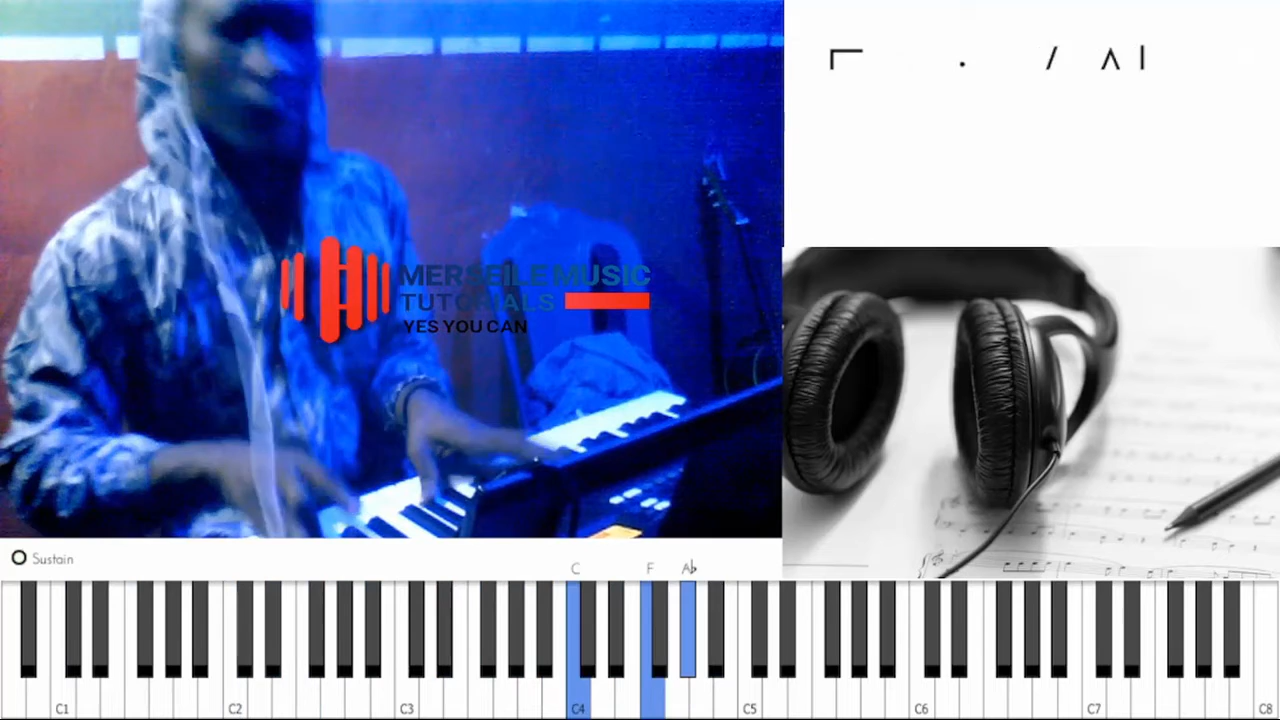 MERSEILE MUSIC
TUTORIALS
YES YOU CAN
Sustain
C F A♭
C1 C2 C3 C4 C5 C6 C7 C8